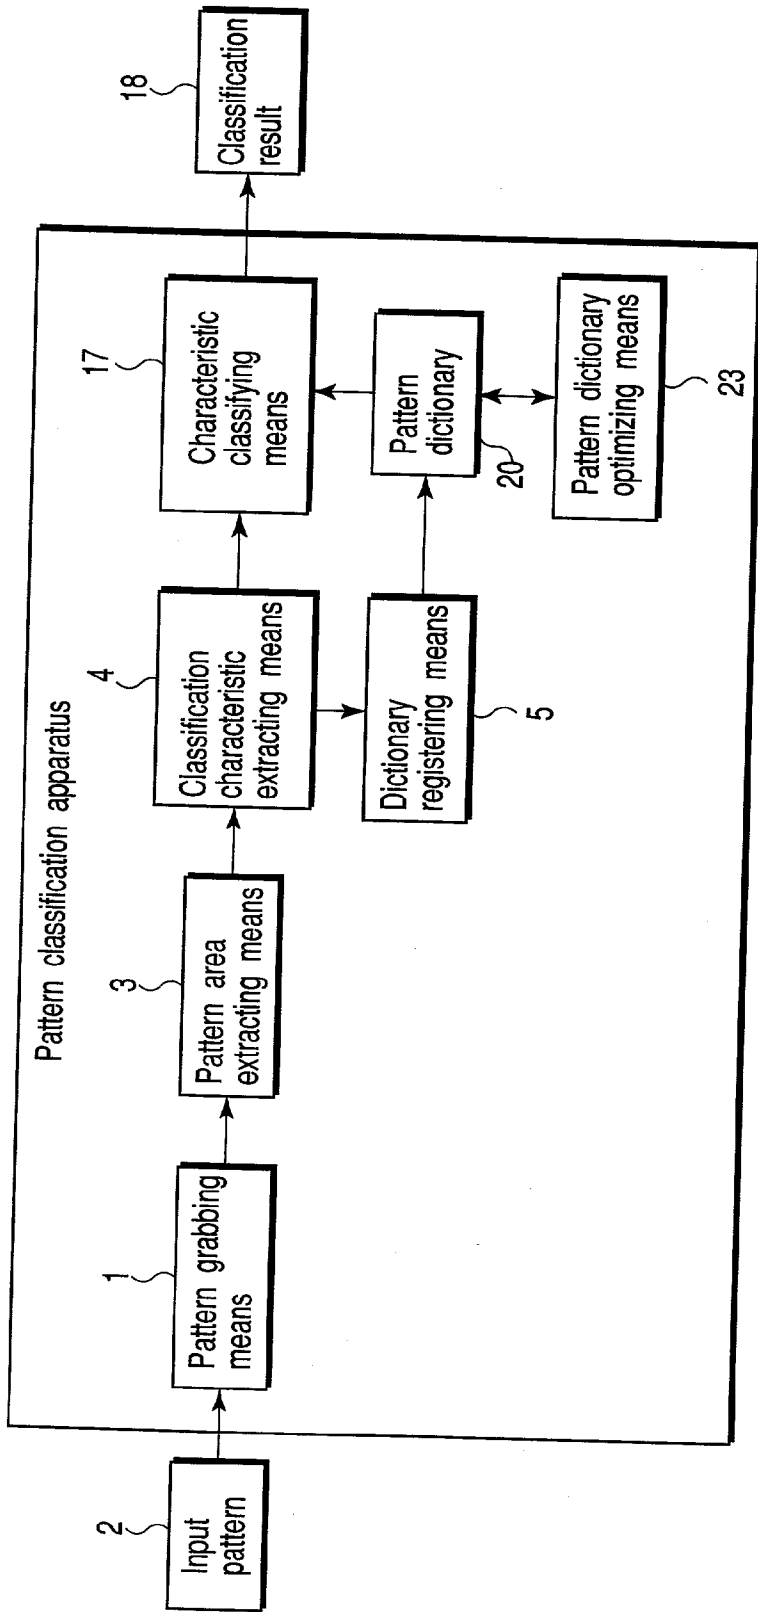 Pattern classification apparatus
2
Input
pattern
1
Pattern grabbing
means
3
Pattern area
extracting means
4
Classification
characteristic
extracting means
17
Characteristic
classifying
means
18
Classification
result
Dictionary
registering means
5
Pattern
dictionary
20
Pattern dictionary
optimizing means
23